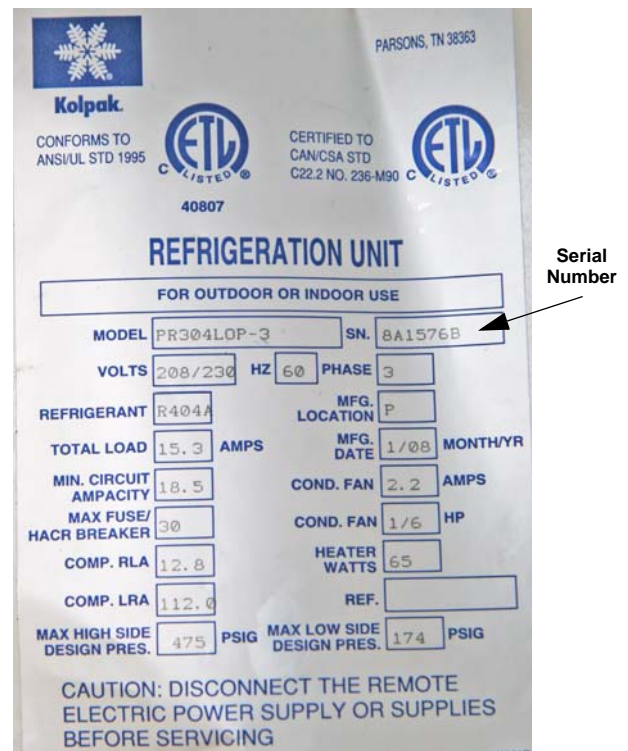 PARSONS, TN 38363
Kolpak.
CONFORMS TO
ANSI/UL STD 1995
C ETL LISTED ®
CERTIFIED TO
CAN/CSA STD
C22.2 NO. 236-M90
C ETL LISTED ®
40807
REFRIGERATION UNIT
FOR OUTDOOR OR INDOOR USE
Serial
Number
MODEL PR304LOP-3 SN. 8A1576B
VOLTS 208/230 HZ 60 PHASE 3
REFRIGERANT R404A MFG. LOCATION P
TOTAL LOAD 15.3 AMPS MFG. DATE 1/08 MONTH/YR
MIN. CIRCUIT AMPACITY 18.5 COND. FAN 2.2 AMPS
MAX FUSE/ HACR BREAKER 30 COND. FAN 1/6 HP
COMP. RLA 12.8 HEATER WATTS 65
COMP. LRA 112.0 REF.
MAX HIGH SIDE DESIGN PRES. 475 PSIG MAX LOW SIDE DESIGN PRES. 174 PSIG
CAUTION: DISCONNECT THE REMOTE
ELECTRIC POWER SUPPLY OR SUPPLIES
BEFORE SERVICING